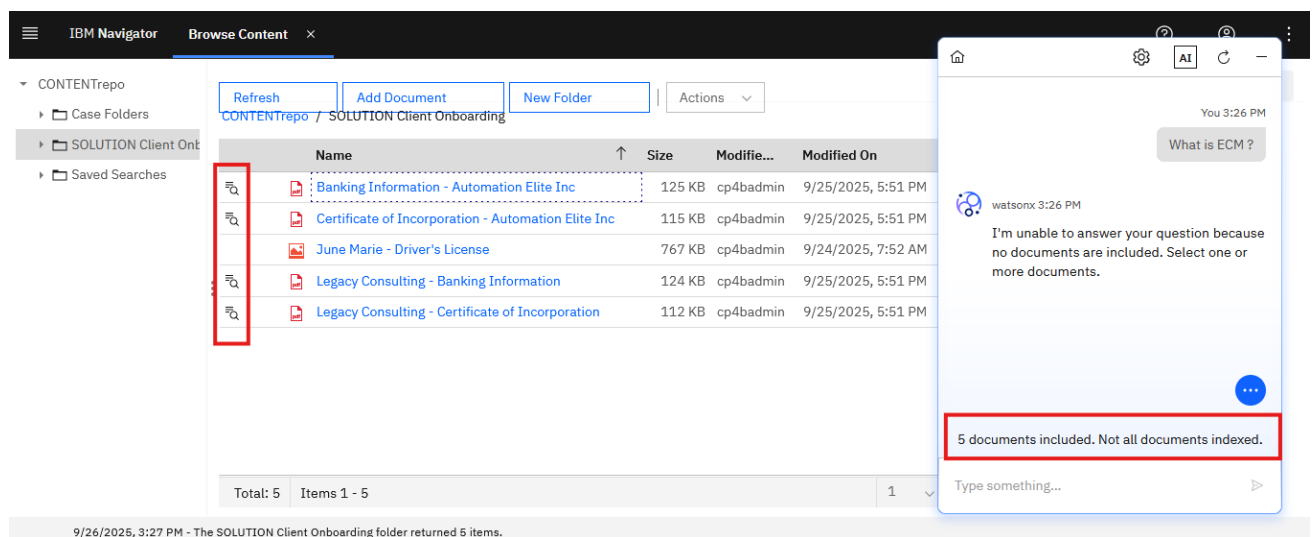 IBM Navigator Browse Content ×
CONTENTrepo
Case Folders
SOLUTION Client Onb
Saved Searches
Refresh Add Document New Folder Actions
CONTENTrepo / SOLUTION Client Onboarding
Name Size Modifie... Modified On
Banking Information - Automation Elite Inc 125 KB cp4badmin 9/25/2025, 5:51 PM
Certificate of Incorporation - Automation Elite Inc 115 KB cp4badmin 9/25/2025, 5:51 PM
June Marie - Driver's License 767 KB cp4badmin 9/24/2025, 7:52 AM
Legacy Consulting - Banking Information 124 KB cp4badmin 9/25/2025, 5:51 PM
Legacy Consulting - Certificate of Incorporation 112 KB cp4badmin 9/25/2025, 5:51 PM
Total: 5 Items 1 - 5 1
9/26/2025, 3:27 PM - The SOLUTION Client Onboarding folder returned 5 items.
AI
You 3:26 PM
What is ECM ?
watsonx 3:26 PM
I'm unable to answer your question because
no documents are included. Select one or
more documents.
5 documents included. Not all documents indexed.
Type something...